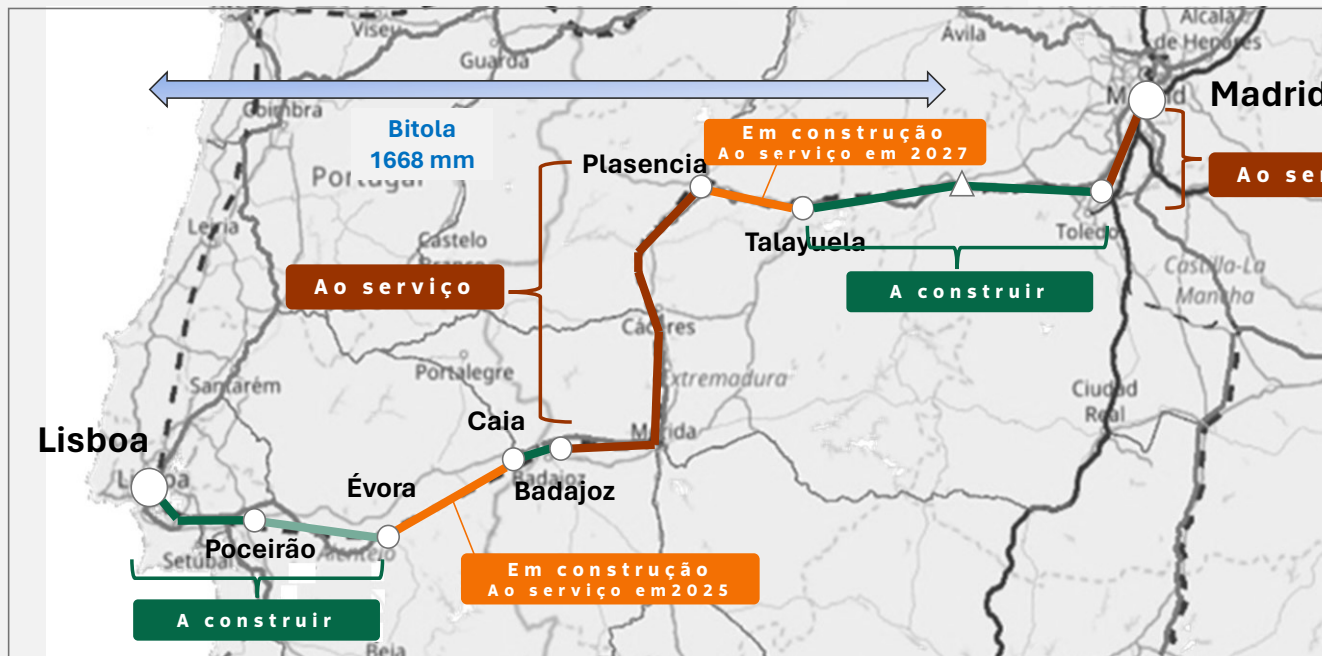 Viseu
Guarda
Ávila
Alcalá
de Henares
Coimbra
Madrid
Bitola
1668 mm
Em construção
Ao serviço em 2027
Plasencia
Portugal
Leiria
Castelo
Talayuela
Toledo
Castilla-La
Mancha
Ao serviço
A construir
Cáceres
Extremadura
Santarém
Portalegre
Ciudad
Real
Caia
Mérida
Lisboa
Badajoz
Badajoz
Évora
Poceirão
Alentejo
Setúbal
Em construção
Ao serviço em2025
A construir
Beja